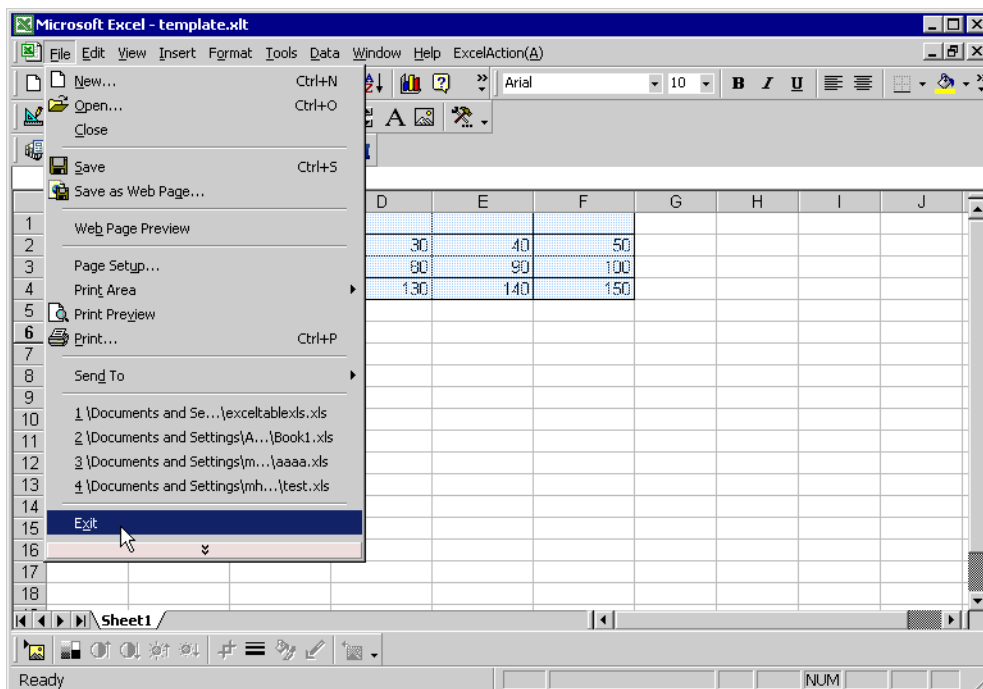 Microsoft Excel - template.xlt
File Edit View Insert Format Tools Data Window Help ExcelAction(A)
Arial 10 B I U
New... Ctrl+N
Open... Ctrl+O
Close
Save Ctrl+S
Save as Web Page...
Web Page Preview
Page Setup...
Print Area
Print Preview
Print... Ctrl+P
Send To
1 \Documents and Se...\exceltablexls.xls
2 \Documents and Settings\A...\Book1.xls
3 \Documents and Settings\m...\aaaa.xls
4 \Documents and Settings\mh...\test.xls
Exit
D E F G H I J
1
2 30 40 50
3 80 90 100
4 130 140 150
5
6
7
8
9
10
11
12
13
14
15
16
17
18
Sheet1
Ready NUM